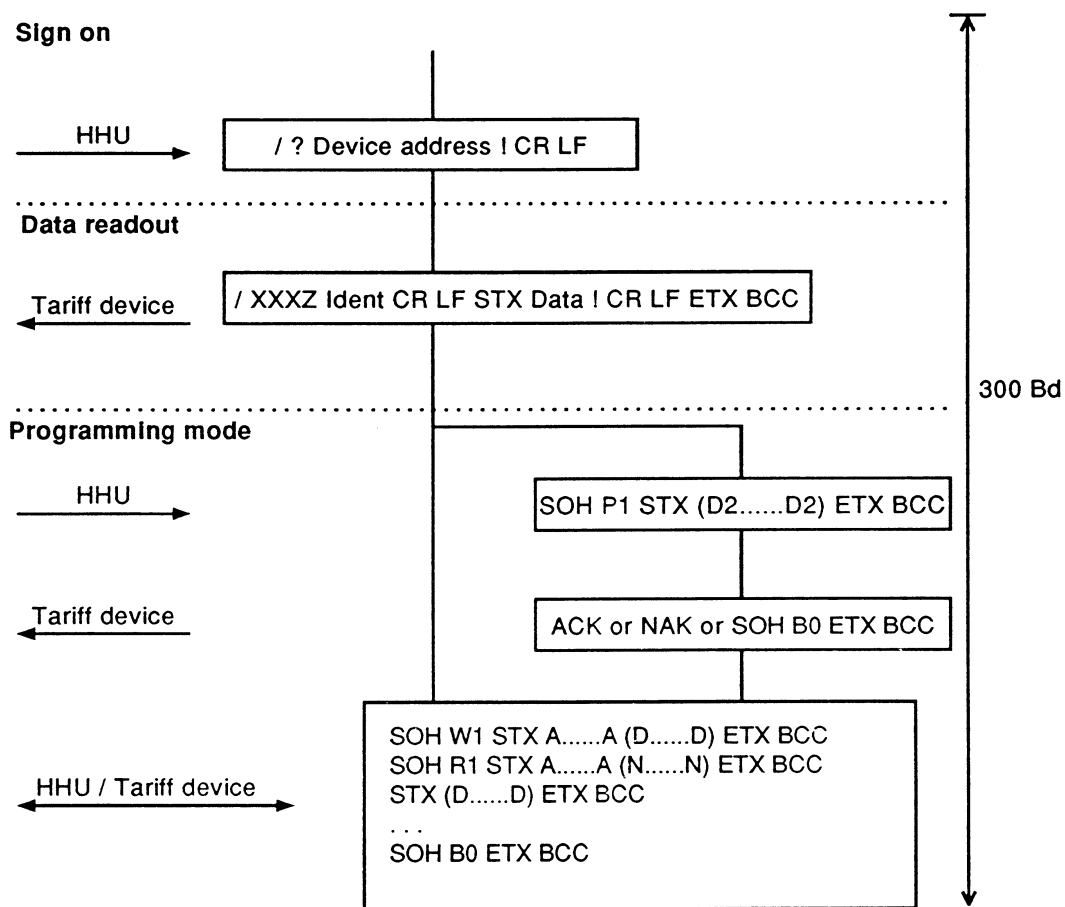 Sign on
HHU
/ ? Device address ! CR LF
Data readout
Tariff device
/ XXXZ Ident CR LF STX Data ! CR LF ETX BCC
300 Bd
Programming mode
HHU
SOH P1 STX (D2......D2) ETX BCC
Tariff device
ACK or NAK or SOH B0 ETX BCC
HHU / Tariff device
SOH W1 STX A......A (D......D) ETX BCC
SOH R1 STX A......A (N......N) ETX BCC
STX (D......D) ETX BCC
. . .
SOH B0 ETX BCC